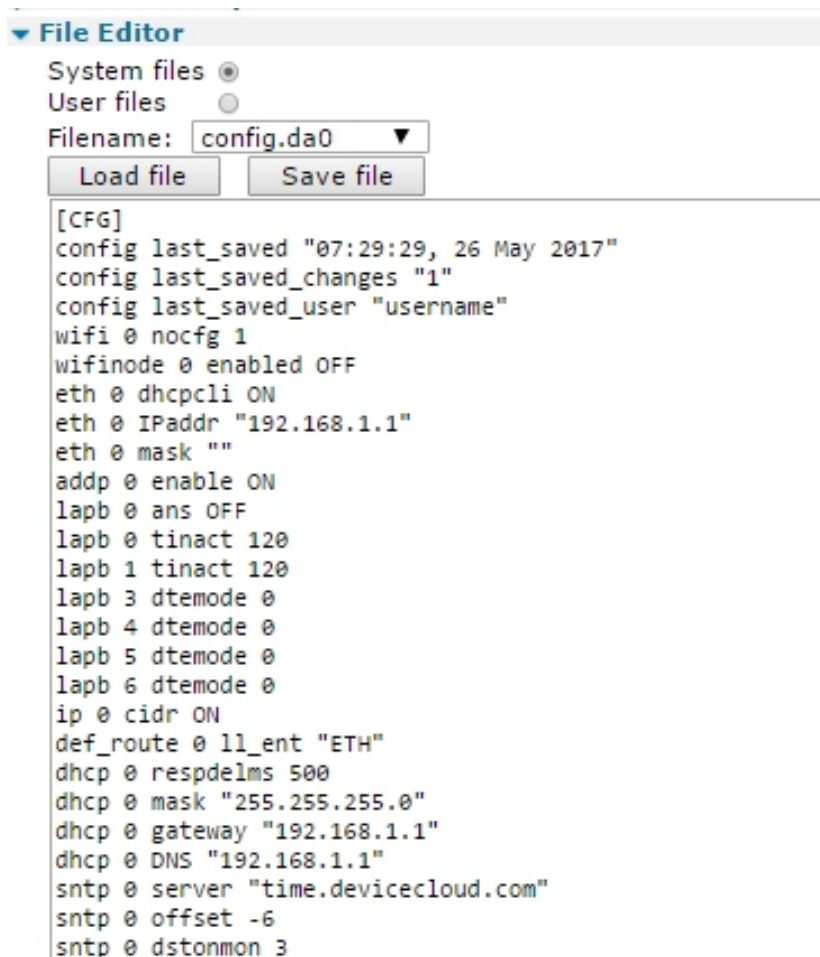 File Editor
System files
User files
Filename: config.da0
Load file Save file
[CFG]
config last_saved "07:29:29, 26 May 2017"
config last_saved_changes "1"
config last_saved_user "username"
wifi 0 nocfg 1
wifinode 0 enabled OFF
eth 0 dhcpcli ON
eth 0 IPaddr "192.168.1.1"
eth 0 mask ""
addp 0 enable ON
lapb 0 ans OFF
lapb 0 tinact 120
lapb 1 tinact 120
lapb 3 dtemode 0
lapb 4 dtemode 0
lapb 5 dtemode 0
lapb 6 dtemode 0
ip 0 cidr ON
def_route 0 ll_ent "ETH"
dhcp 0 respdelms 500
dhcp 0 mask "255.255.255.0"
dhcp 0 gateway "192.168.1.1"
dhcp 0 DNS "192.168.1.1"
sntp 0 server "time.devicecloud.com"
sntp 0 offset -6
sntp 0 dstonmon 3